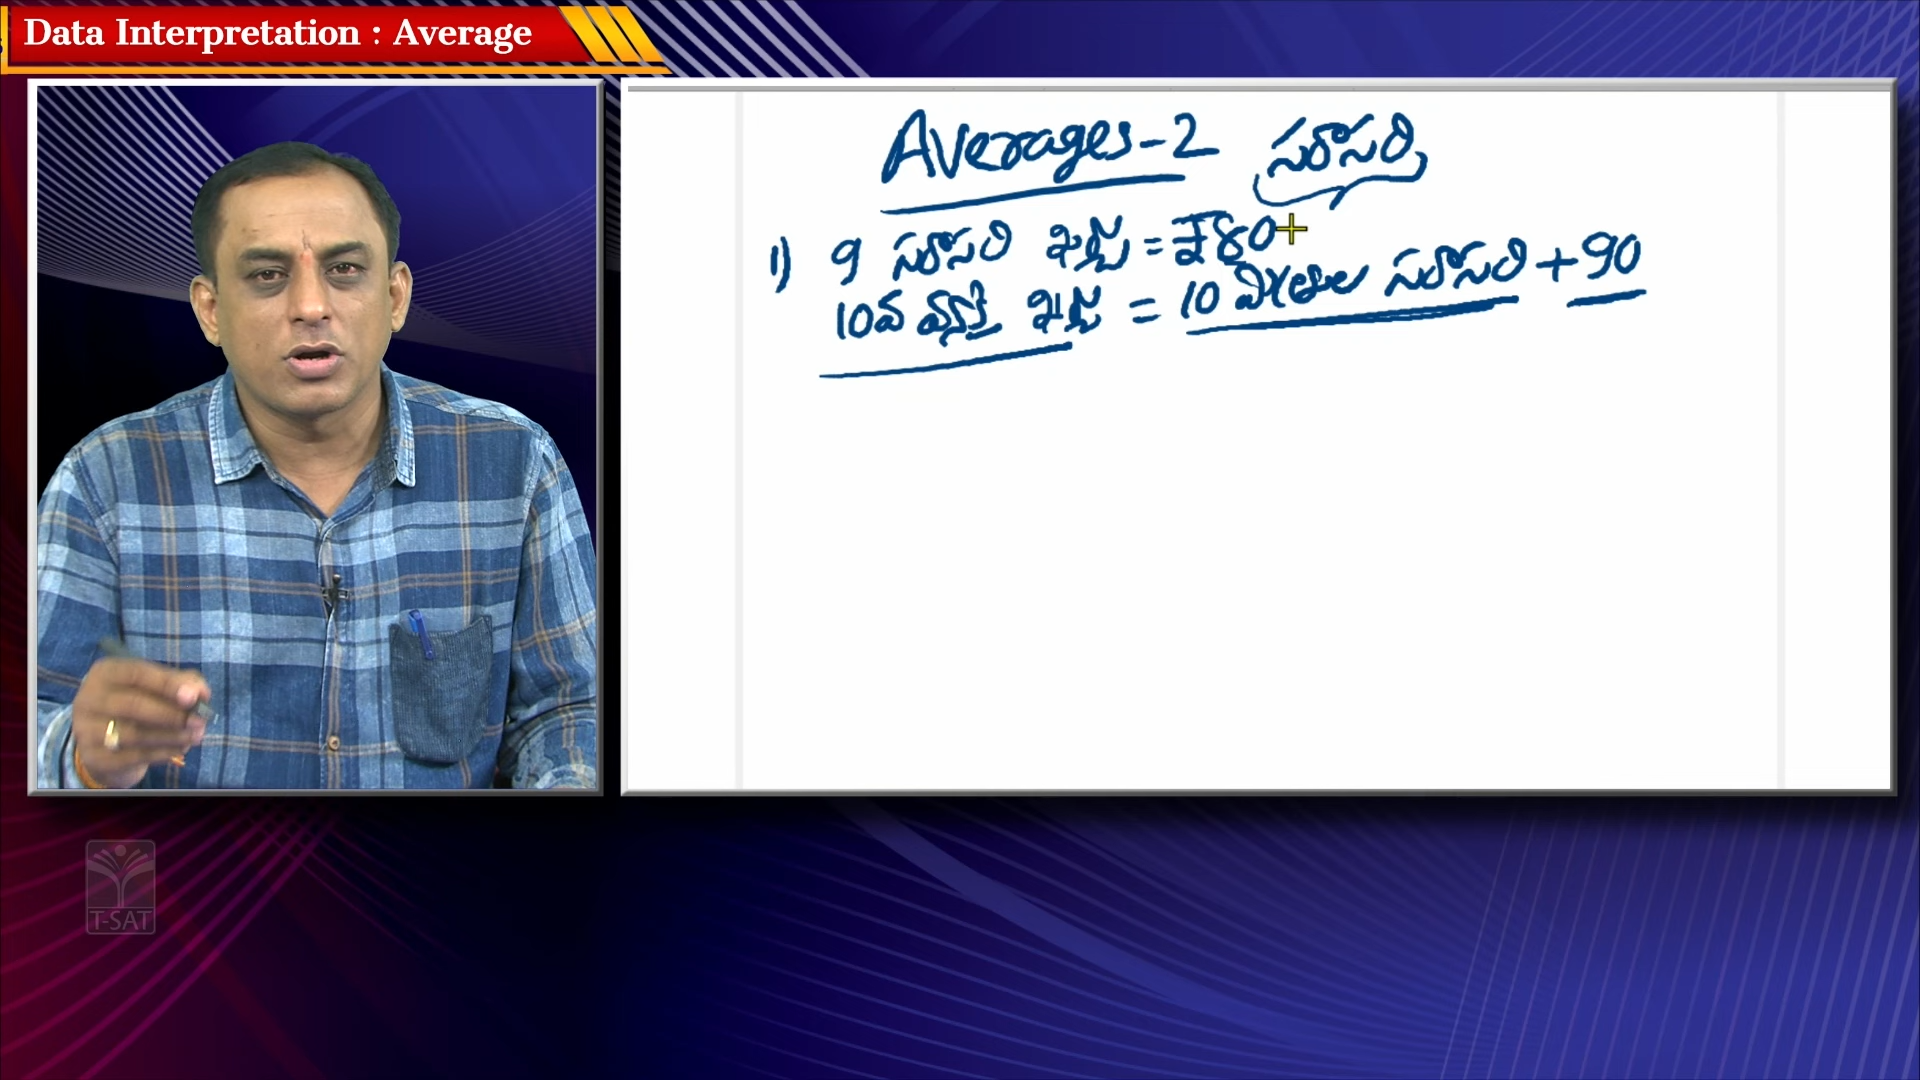 Data Interpretation : Average
Averages-2 సరాసరి
1) 9 సరాసరి ఖర్చు =
10వ వ్యక్తి ఖర్చు = 10 మిత్రుల సరాసరి + 90
T-SAT